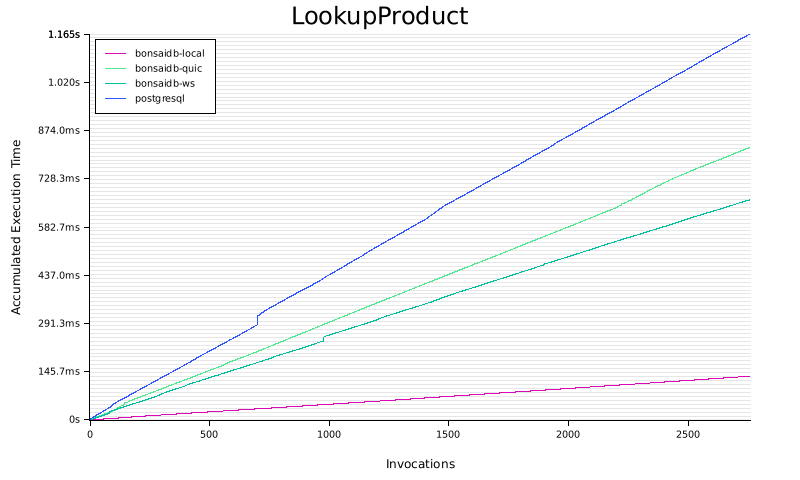 LookupProduct
1.165s
1.020s
874.0ms
728.3ms
582.7ms
437.0ms
291.3ms
145.7ms
0s
bonsaidb-local
bonsaidb-quic
bonsaidb-ws
postgresql
Accumulated Execution Time
0 500 1000 1500 2000 2500
Invocations